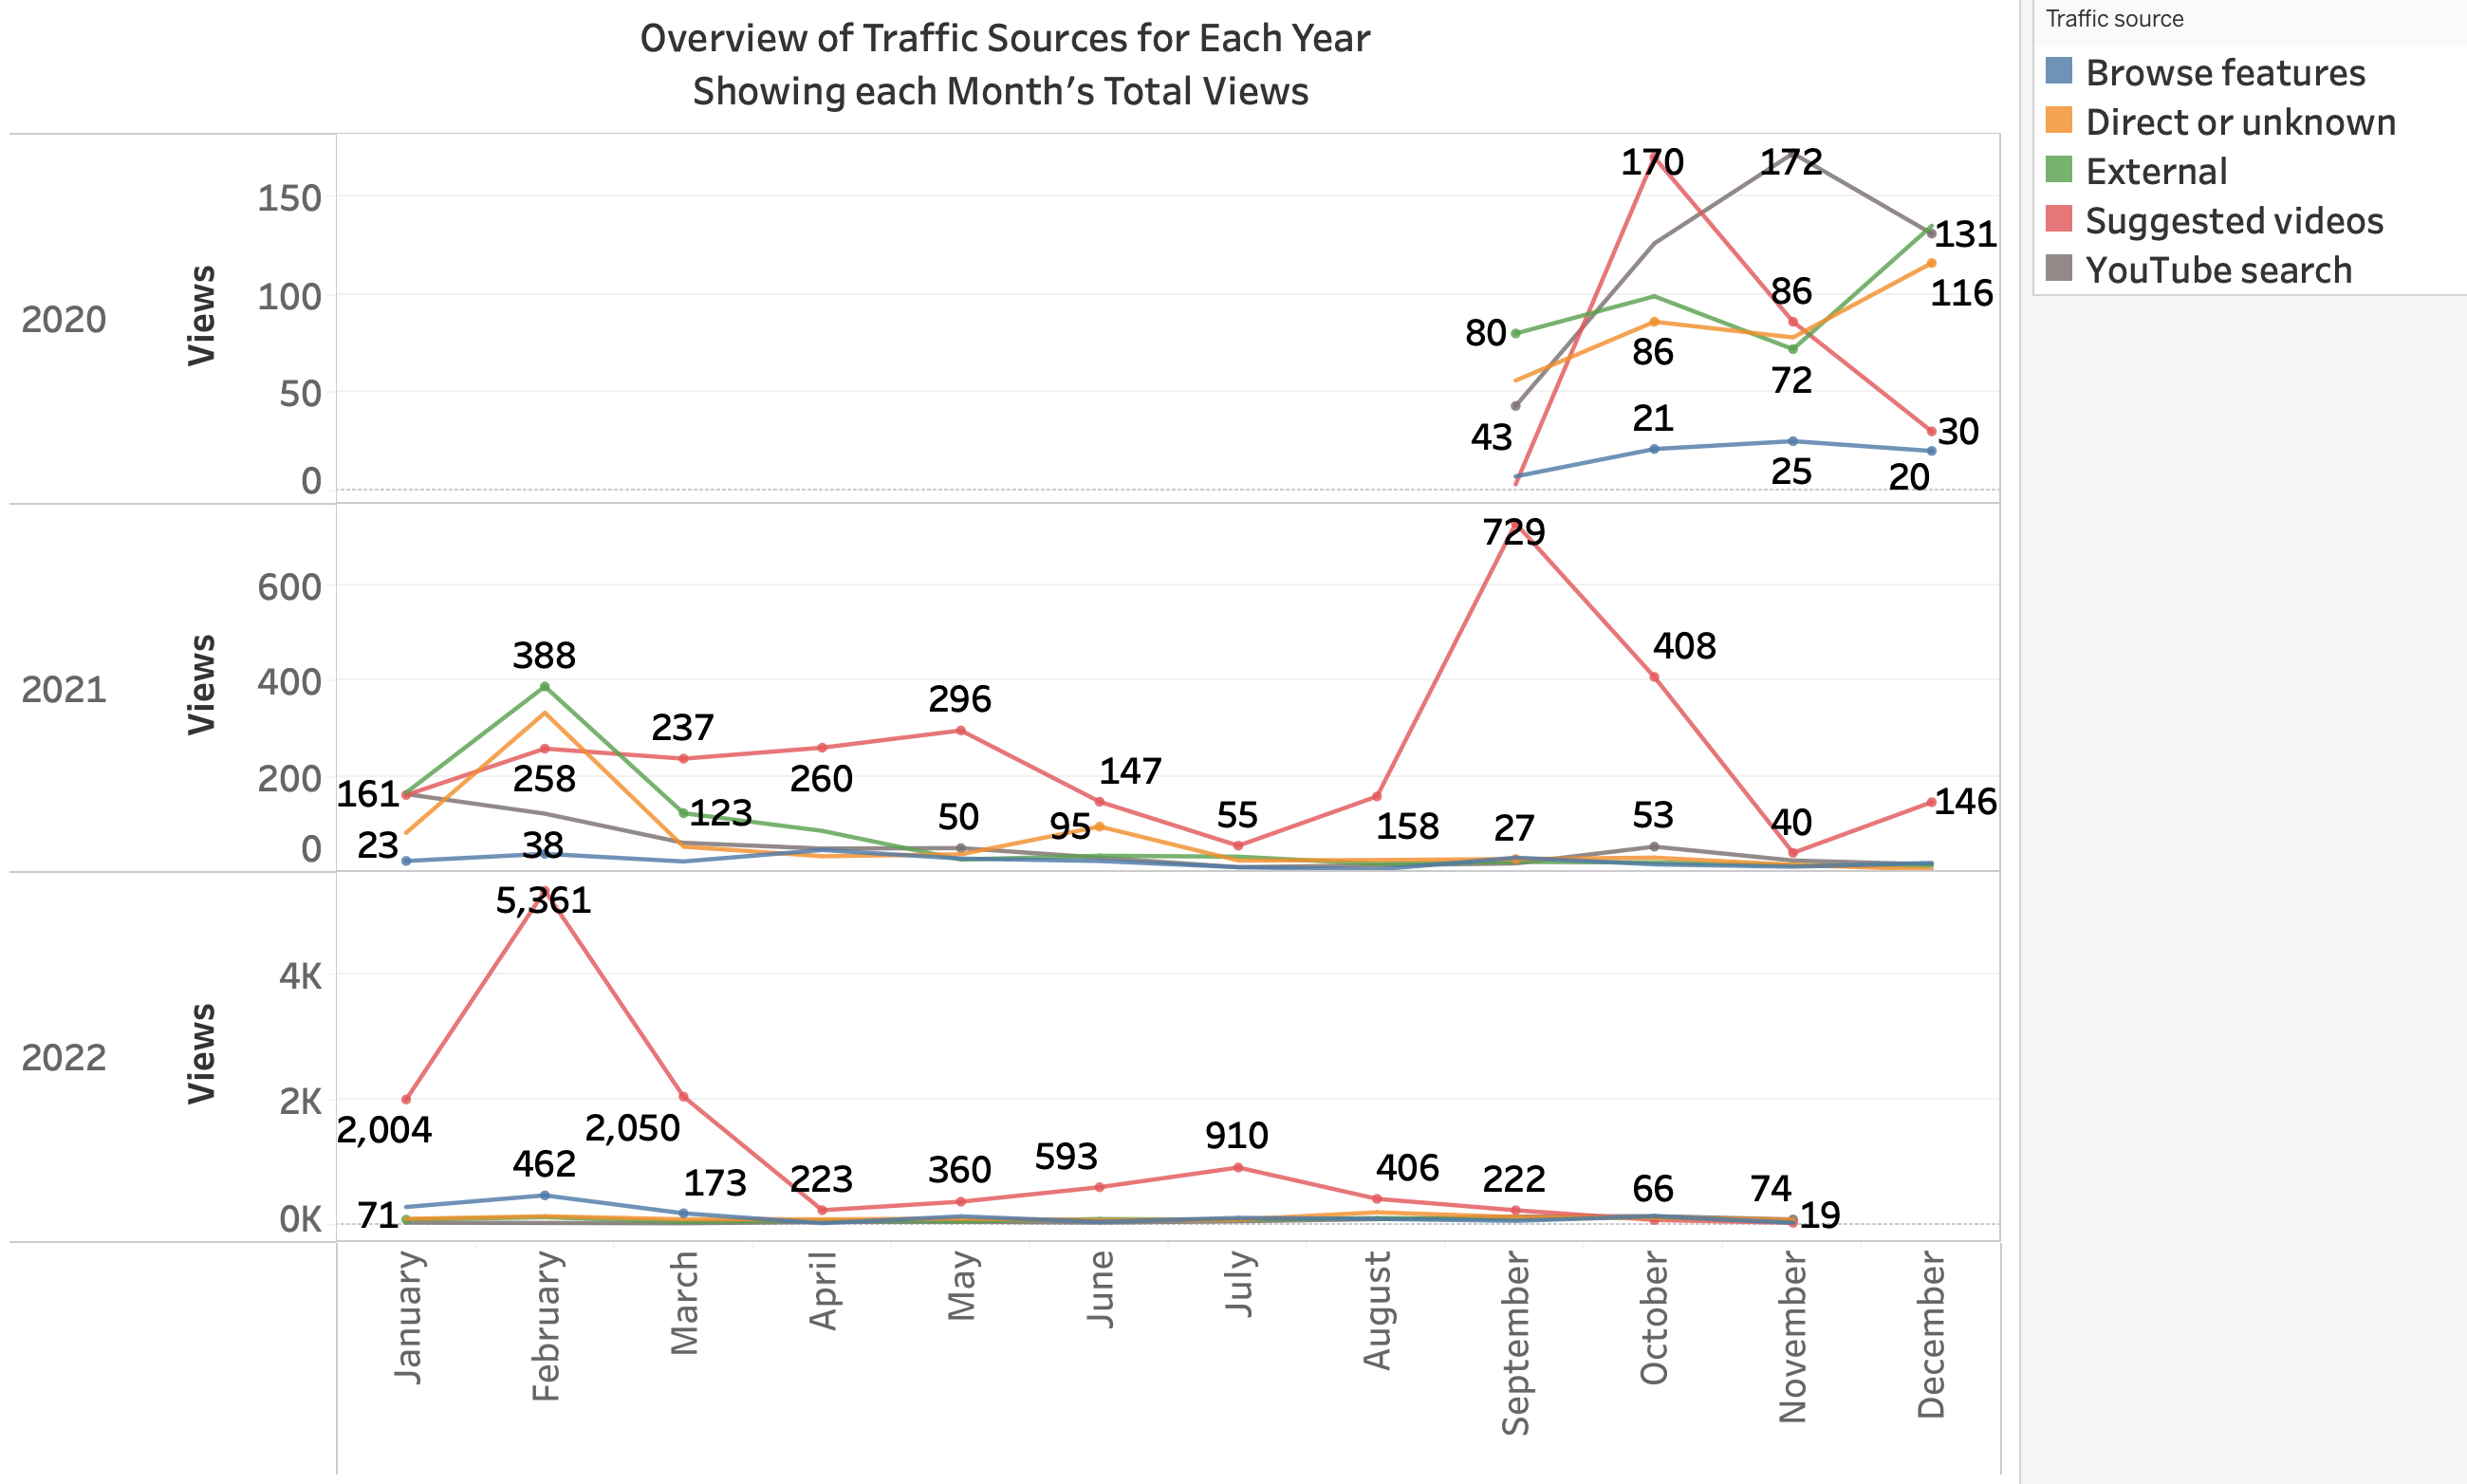 Overview of Traffic Sources for Each Year
Showing each Month's Total Views
Traffic source
Browse features
Direct or unknown
External
Suggested videos
YouTube search
2020
Views
150
100
50
0
170
172
131
116
80
86
86
72
43
21
25
30
20
2021
Views
600
400
200
0
729
408
388
237
296
258
260
147
161
123
50
95
55
158
27
53
40
146
23
38
2022
Views
4K
2K
0K
5,361
2,004
2,050
462
173
223
360
593
910
406
222
66
74
19
71
January
February
March
April
May
June
July
August
September
October
November
December